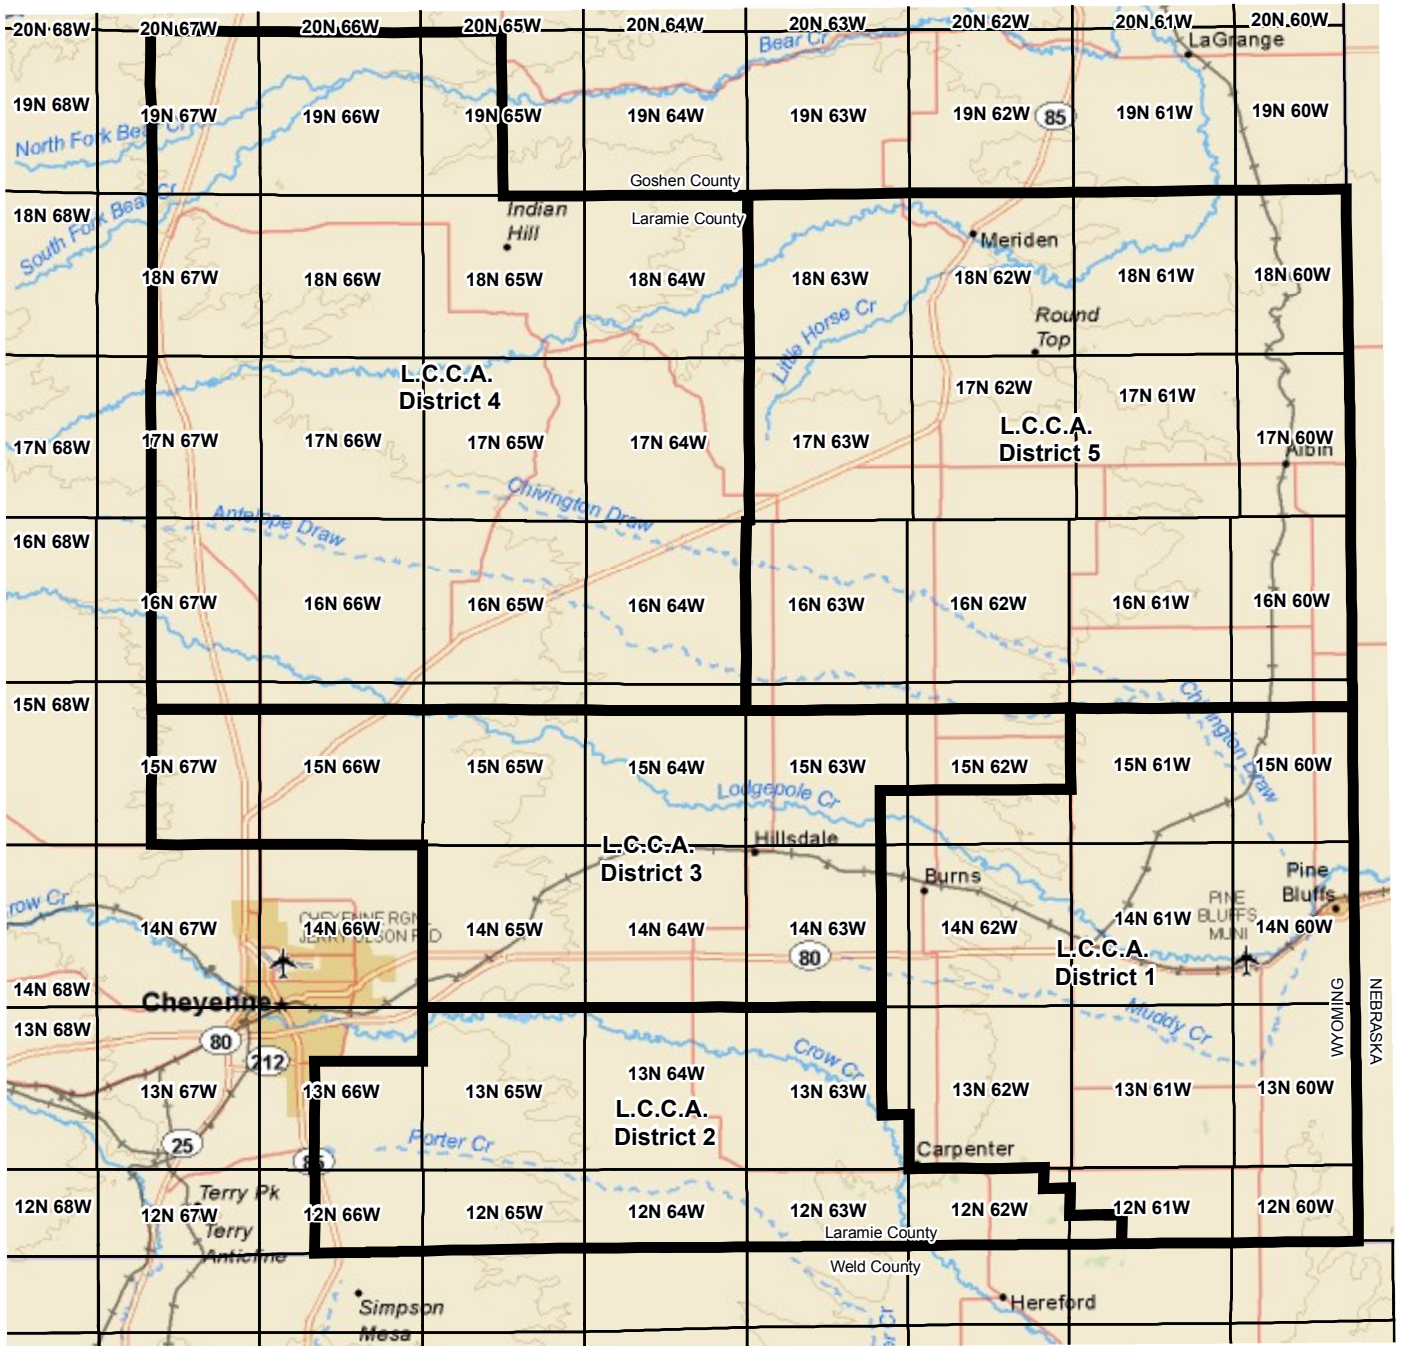 20N 68W 20N 67W 20N 66W 20N 65W 20N 64W 20N 63W 20N 62W 20N 61W 20N 60W
Bear Cr
LaGrange
19N 68W 19N 67W 19N 66W 19N 65W 19N 64W 19N 63W 19N 62W 85 19N 61W 19N 60W
North Fork Bear Cr
Goshen County
South Fork Bear Cr
18N 68W
Indian
Hill
Laramie County
Meriden
18N 67W 18N 66W 18N 65W 18N 64W 18N 63W 18N 62W 18N 61W 18N 60W
Little Horse Cr
Round
Top
L.C.C.A.
District 4
17N 62W 17N 61W
L.C.C.A.
District 5
17N 68W 17N 67W 17N 66W 17N 65W 17N 64W 17N 63W 17N 60W
Albin
Chivington Draw
Antelope Draw
16N 68W
16N 67W 16N 66W 16N 65W 16N 64W 16N 63W 16N 62W 16N 61W 16N 60W
15N 68W
Chivington Draw
15N 67W 15N 66W 15N 65W 15N 64W 15N 63W 15N 62W 15N 61W 15N 60W
Lodgepole Cr
Hillsdale
L.C.C.A.
District 3
Burns
Pine
Bluffs
row Cr
CHEYENNE RGN
JERRY OLSON FLD
PINE
BLUFFS
MUNI
14N 67W 14N 66W 14N 65W 14N 64W 14N 63W 14N 62W 14N 61W 14N 60W
80
L.C.C.A.
District 1
14N 68W
Cheyenne
Muddy Cr
WYOMING
NEBRASKA
13N 68W
80
212
Crow Cr
13N 67W 13N 66W 13N 65W 13N 64W 13N 63W 13N 62W 13N 61W 13N 60W
L.C.C.A.
District 2
25
Porter Cr
85
Carpenter
Terry Pk
12N 68W 12N 67W 12N 66W 12N 65W 12N 64W 12N 63W 12N 62W 12N 61W 12N 60W
Terry
Anticline
Laramie County
Weld County
Simpson
Mesa
Hereford